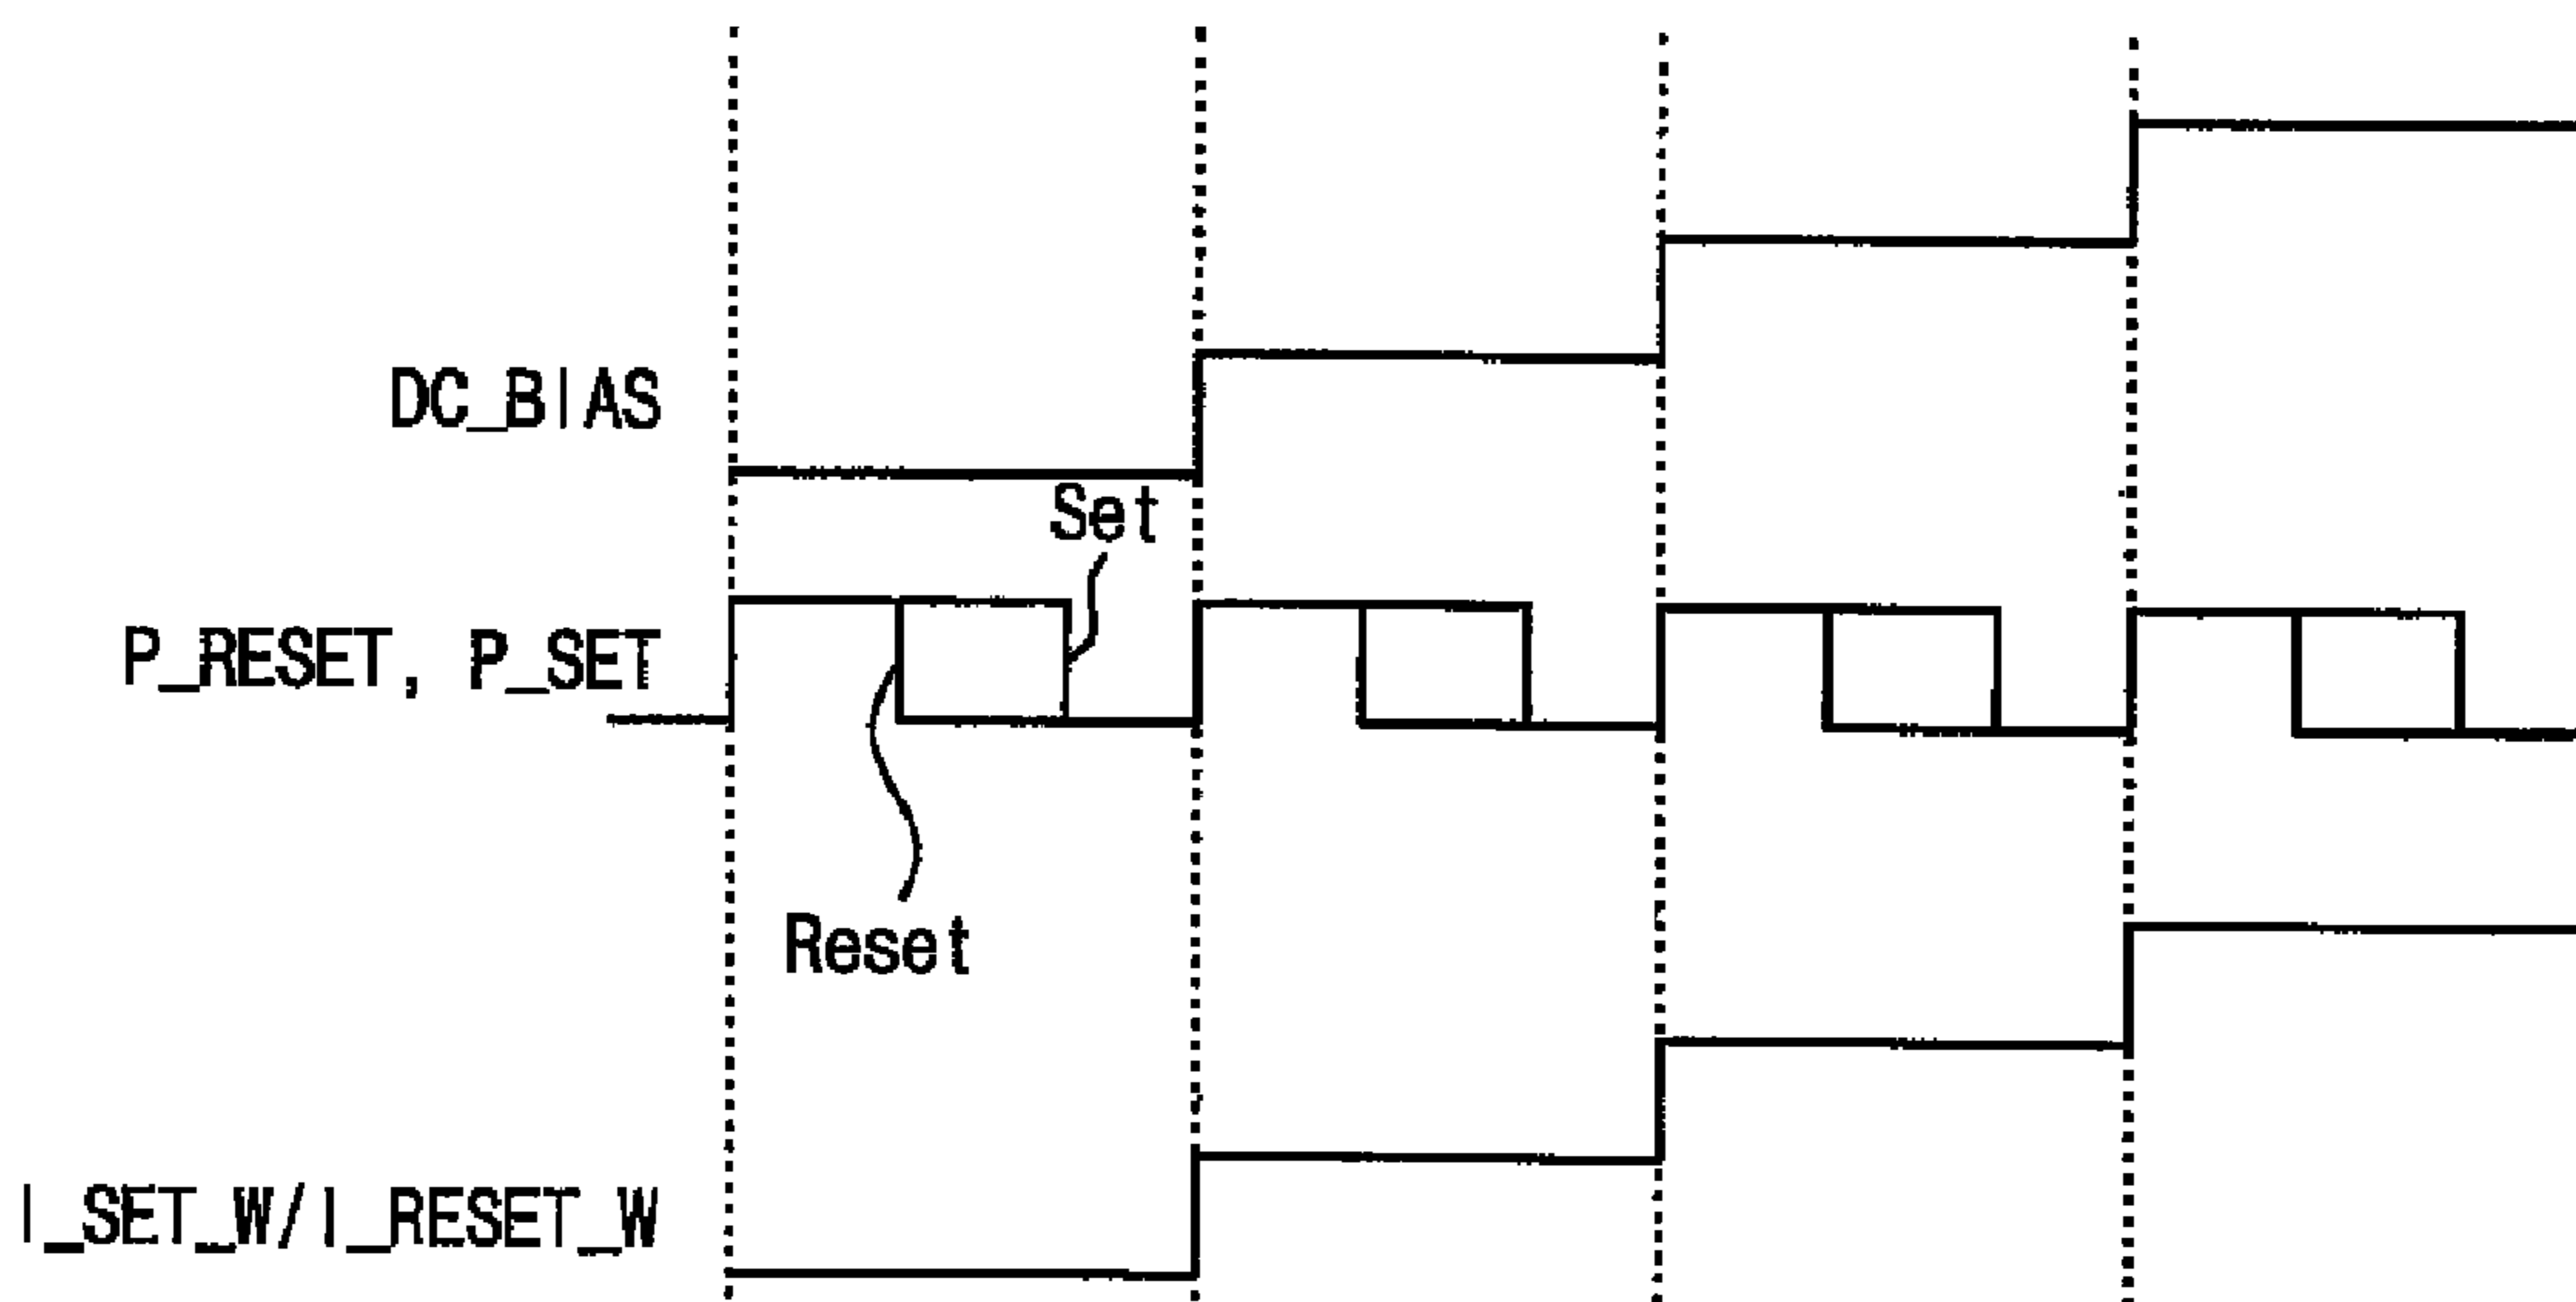 DC_BIAS
Set
P_RESET, P_SET
Reset
I_SET_W/I_RESET_W